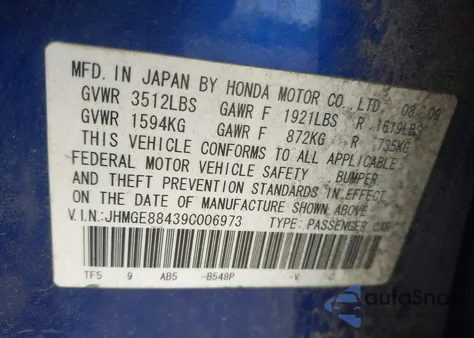 MFD. IN JAPAN BY HONDA MOTOR CO.,LTD. 08 09
GVWR 3512LBS GAWR F 1921LBS R 1619LBS
GVWR 1594KG GAWR F 872KG R 735KG
THIS VEHICLE CONFORMS TO ALL APPLICABLE
FEDERAL MOTOR VEHICLE SAFETY , BUMPER
AND THEFT PREVENTION STANDARDS IN EFFECT
ON THE DATE OF MANUFACTURE SHOWN ABOVE
V.I.N.:JHMGE88439C006973 TYPE: PASSENGER CAR
TF5 9 AB5 -B548P -V